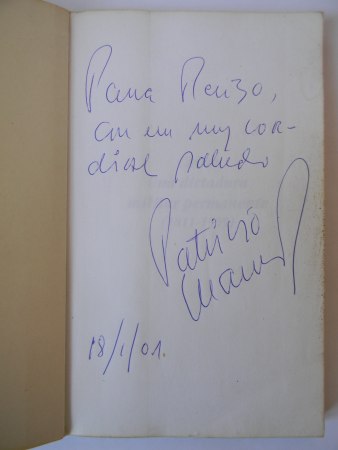 Para Renzo,
con un muy cor-
dial saludo
Patricio
18/1/01.